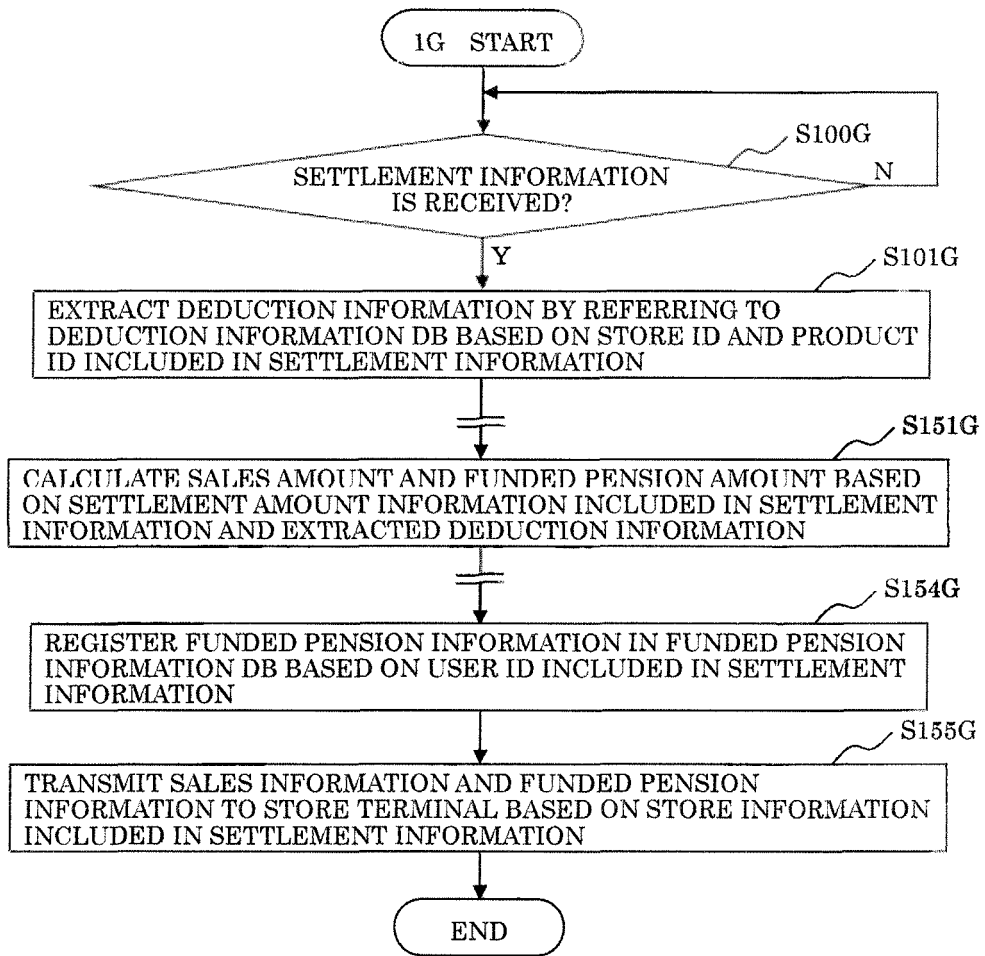 1G START
S100G
SETTLEMENT INFORMATION
IS RECEIVED?
N
Y
S101G
EXTRACT DEDUCTION INFORMATION BY REFERRING TO
DEDUCTION INFORMATION DB BASED ON STORE ID AND PRODUCT
ID INCLUDED IN SETTLEMENT INFORMATION
S151G
CALCULATE SALES AMOUNT AND FUNDED PENSION AMOUNT BASED
ON SETTLEMENT AMOUNT INFORMATION INCLUDED IN SETTLEMENT
INFORMATION AND EXTRACTED DEDUCTION INFORMATION
S154G
REGISTER FUNDED PENSION INFORMATION IN FUNDED PENSION
INFORMATION DB BASED ON USER ID INCLUDED IN SETTLEMENT
INFORMATION
S155G
TRANSMIT SALES INFORMATION AND FUNDED PENSION
INFORMATION TO STORE TERMINAL BASED ON STORE INFORMATION
INCLUDED IN SETTLEMENT INFORMATION
END